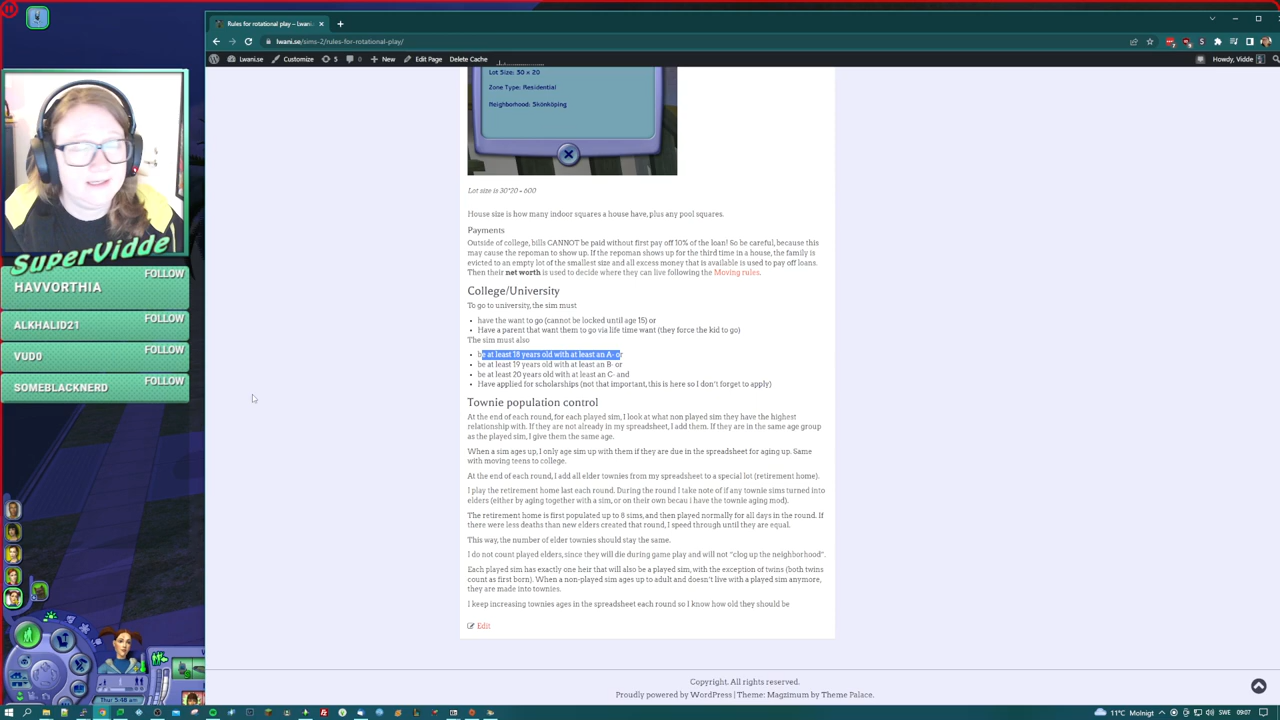 Rules for rotational play – Lwani.
lwani.se/sims-2/rules-for-rotational-play/
Lwani.se Customize 5 0 New Edit Page Delete Cache Howdy, Vidde
Lot Size: 30 x 20
Zone Type: Residential
Neighborhood: Skönköping
Lot size is 30*20 = 600
House size is how many indoor squares a house have, plus any pool squares.
Payments
Outside of college, bills CANNOT be paid without first pay off 10% of the loan! So be careful, because this
may cause the repoman to show up. If the repoman shows up for the third time in a house, the family is
evicted to an empty lot of the smallest size and all excess money that is available is used to pay off loans.
Then their net worth is used to decide where they can live following the Moving rules.
College/University
To go to university, the sim must
have the want to go (cannot be locked until age 15) or
Have a parent that want them to go via life time want (they force the kid to go)
The sim must also
be at least 18 years old with at least an A- or
be at least 19 years old with at least an B- or
be at least 20 years old with at least an C- and
Have applied for scholarships (not that important, this is here so I don't forget to apply)
Townie population control
At the end of each round, for each played sim, I look at what non played sim they have the highest
relationship with. If they are not already in my spreadsheet, I add them. If they are in the same age group
as the played sim, I give them the same age.
When a sim ages up, I only age sim up with them if they are due in the spreadsheet for aging up. Same
with moving teens to college.
At the end of each round, I add all elder townies from my spreadsheet to a special lot (retirement home).
I play the retirement home last each round. During the round I take note of if any townie sims turned into
elders (either by aging together with a sim, or on their own becau i have the townie aging mod).
The retirement home is first populated up to 8 sims, and then played normally for all days in the round. If
there were less deaths than new elders created that round, I speed through until they are equal.
This way, the number of elder townies should stay the same.
I do not count played elders, since they will die during game play and will not "clog up the neighborhood".
Each played sim has exactly one heir that will also be a played sim, with the exception of twins (both twins
count as first born). When a non-played sim ages up to adult and doesn't live with a played sim anymore,
they are made into townies.
I keep increasing townies ages in the spreadsheet each round so I know how old they should be
Edit
Copyright. All rights reserved.
Proudly powered by WordPress | Theme: Magzimum by Theme Palace.
SuperVidde
HAVVORTHIA FOLLOW
ALKHALID21 FOLLOW
VUD0 FOLLOW
SOMEBLACKNERD FOLLOW
Thu 5:48 am
11°C Molnigt SWE 09:07